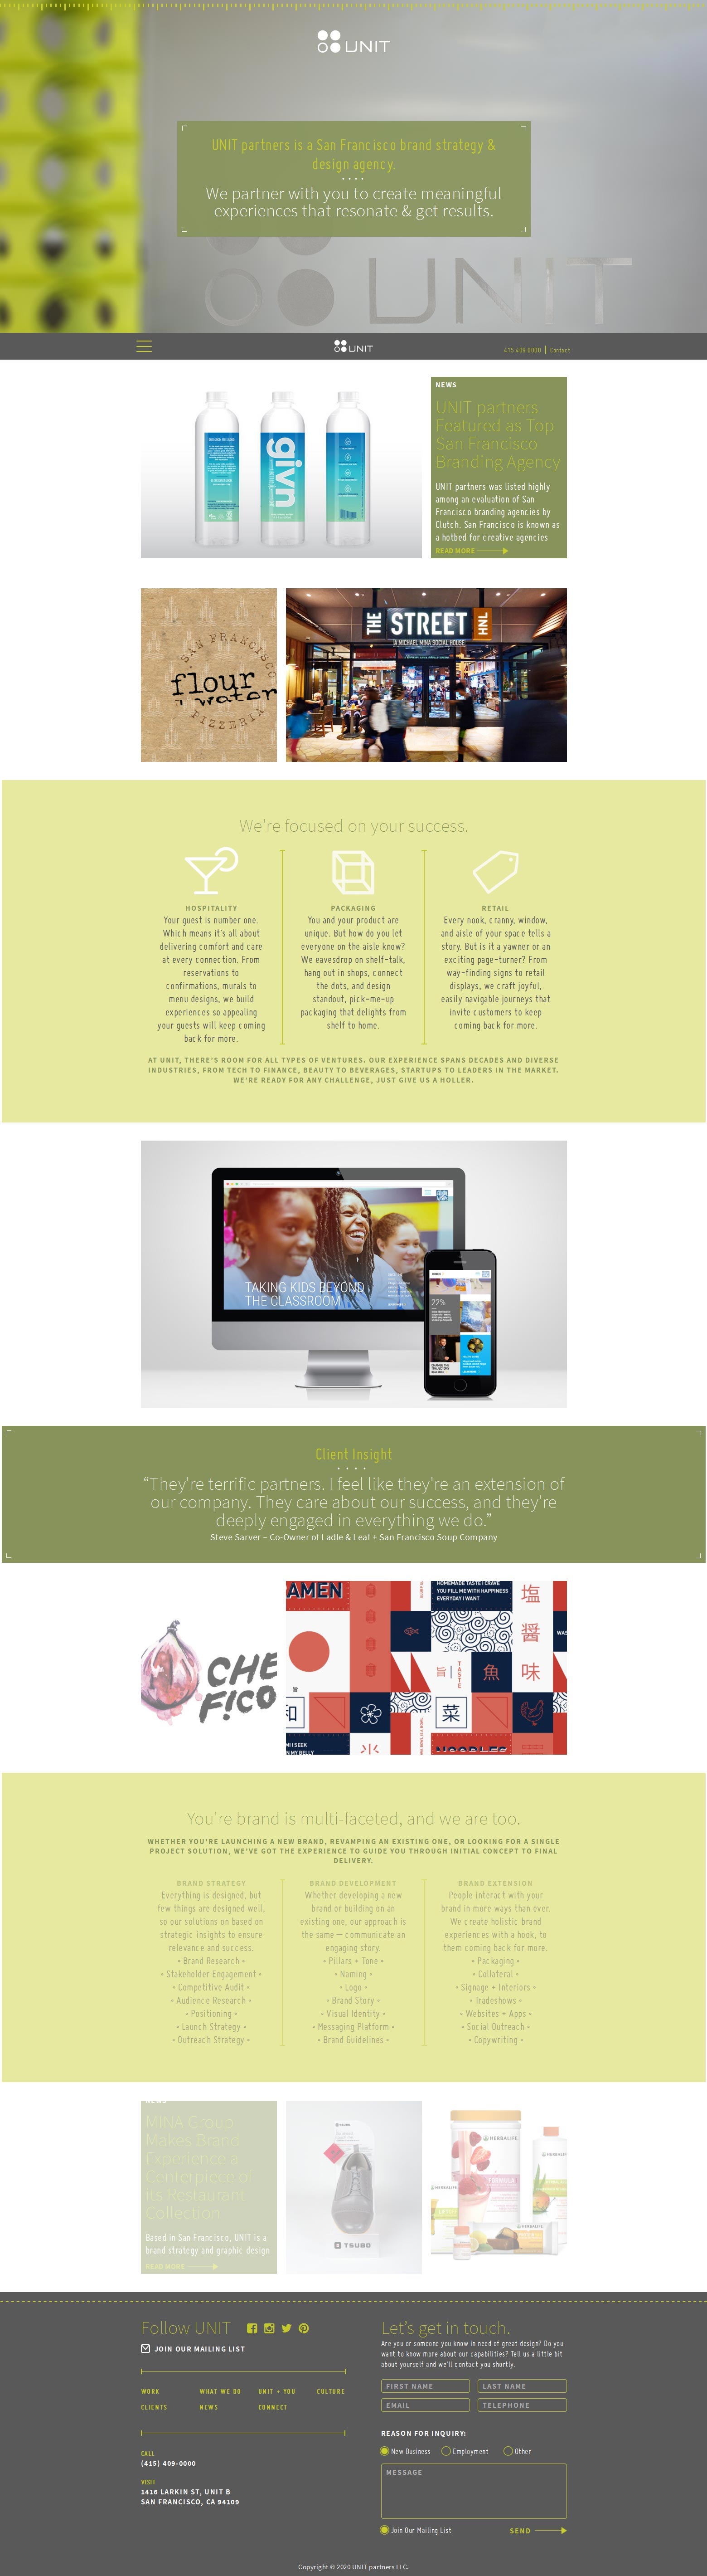 UNIT
UNIT partners is a San Francisco brand strategy &
design agency.
We partner with you to create meaningful
experiences that resonate & get results.
UNIT
UNIT
415.409.0000 | Contact
givn
NEWS
UNIT partners
Featured as Top
San Francisco
Branding Agency
UNIT partners was listed highly
among an evaluation of San
Francisco branding agencies by
Clutch. San Francisco is known as
a hotbed for creative agencies
READ MORE
SAN FRANCISCO
flour
water
PIZZERIA
THE STREET HNL
A MICHAEL MINA SOCIAL HOUSE
We're focused on your success.
HOSPITALITY
Your guest is number one.
Which means it's all about
delivering comfort and care
at every connection. From
reservations to
confirmations, murals to
menu designs, we build
experiences so appealing
your guests will keep coming
back for more.
PACKAGING
You and your product are
unique. But how do you let
everyone on the aisle know?
We eavesdrop on shelf-talk,
hang out in shops, connect
the dots, and design
standout, pick-me-up
packaging that delights from
shelf to home.
RETAIL
Every nook, cranny, window,
and aisle of your space tells a
story. But is it a yawner or an
exciting page-turner? From
way-finding signs to retail
displays, we craft joyful,
easily navigable journeys that
invite customers to keep
coming back for more.
AT UNIT, THERE'S ROOM FOR ALL TYPES OF VENTURES. OUR EXPERIENCE SPANS DECADES AND DIVERSE
INDUSTRIES, FROM TECH TO FINANCE, BEAUTY TO BEVERAGES, STARTUPS TO LEADERS IN THE MARKET.
WE'RE READY FOR ANY CHALLENGE, JUST GIVE US A HOLLER.
TAKING KIDS BEYOND
THE CLASSROOM
22%
Client Insight
“They're terrific partners. I feel like they're an extension of
our company. They care about our success, and they're
deeply engaged in everything we do.”
Steve Sarver – Co-Owner of Ladle & Leaf + San Francisco Soup Company
CHE
FICO
AMEN
HOMEMADE TASTE I CRAVE
YOU FILL ME WITH HAPPINESS
EVERYDAY I WANT
塩
醤
味
旨
TASTE
魚
和
菜
MI I SEEK
IN MY BELLY
NOODLES
You're brand is multi-faceted, and we are too.
WHETHER YOU'RE LAUNCHING A NEW BRAND, REVAMPING AN EXISTING ONE, OR LOOKING FOR A SINGLE
PROJECT SOLUTION, WE'VE GOT THE EXPERIENCE TO GUIDE YOU THROUGH INITIAL CONCEPT TO FINAL
DELIVERY.
BRAND STRATEGY
Everything is designed, but
few things are designed well,
so our solutions on based on
strategic insights to ensure
relevance and success.
• Brand Research •
• Stakeholder Engagement •
• Competitive Audit •
• Audience Research •
• Positioning •
• Launch Strategy •
• Outreach Strategy •
BRAND DEVELOPMENT
Whether developing a new
brand or building on an
existing one, our approach is
the same – communicate an
engaging story.
• Pillars + Tone •
• Naming •
• Logo •
• Brand Story •
• Visual Identity •
• Messaging Platform •
• Brand Guidelines •
BRAND EXTENSION
People interact with your
brand in more ways than ever.
We create holistic brand
experiences with a hook, to
them coming back for more.
• Packaging •
• Collateral •
• Signage + Interiors •
• Tradeshows •
• Websites + Apps •
• Social Outreach •
• Copywriting •
NEWS
MINA Group
Makes Brand
Experience a
Centerpiece of
its Restaurant
Collection
Based in San Francisco, UNIT is a
brand strategy and graphic design
READ MORE
TSUBO
HERBALIFE
FORMULA
Follow UNIT
JOIN OUR MAILING LIST
WORK WHAT WE DO UNIT + YOU CULTURE
CLIENTS NEWS CONNECT
CALL
(415) 409-0000
VISIT
1416 LARKIN ST, UNIT B
SAN FRANCISCO, CA 94109
Let's get in touch.
Are you or someone you know in need of great design? Do you
want to know more about our capabilities? Tell us a little bit
about yourself and we'll contact you shortly.
FIRST NAME LAST NAME
EMAIL TELEPHONE
REASON FOR INQUIRY:
New Business Employment Other
MESSAGE
Join Our Mailing List
SEND
Copyright © 2020 UNIT partners LLC.